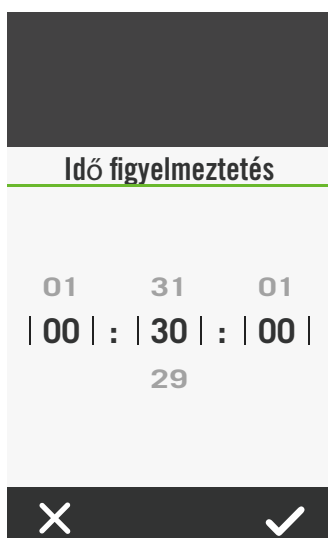 Idő figyelmeztetés
01 31 01
| 00 | : | 30 | : | 00 |
29